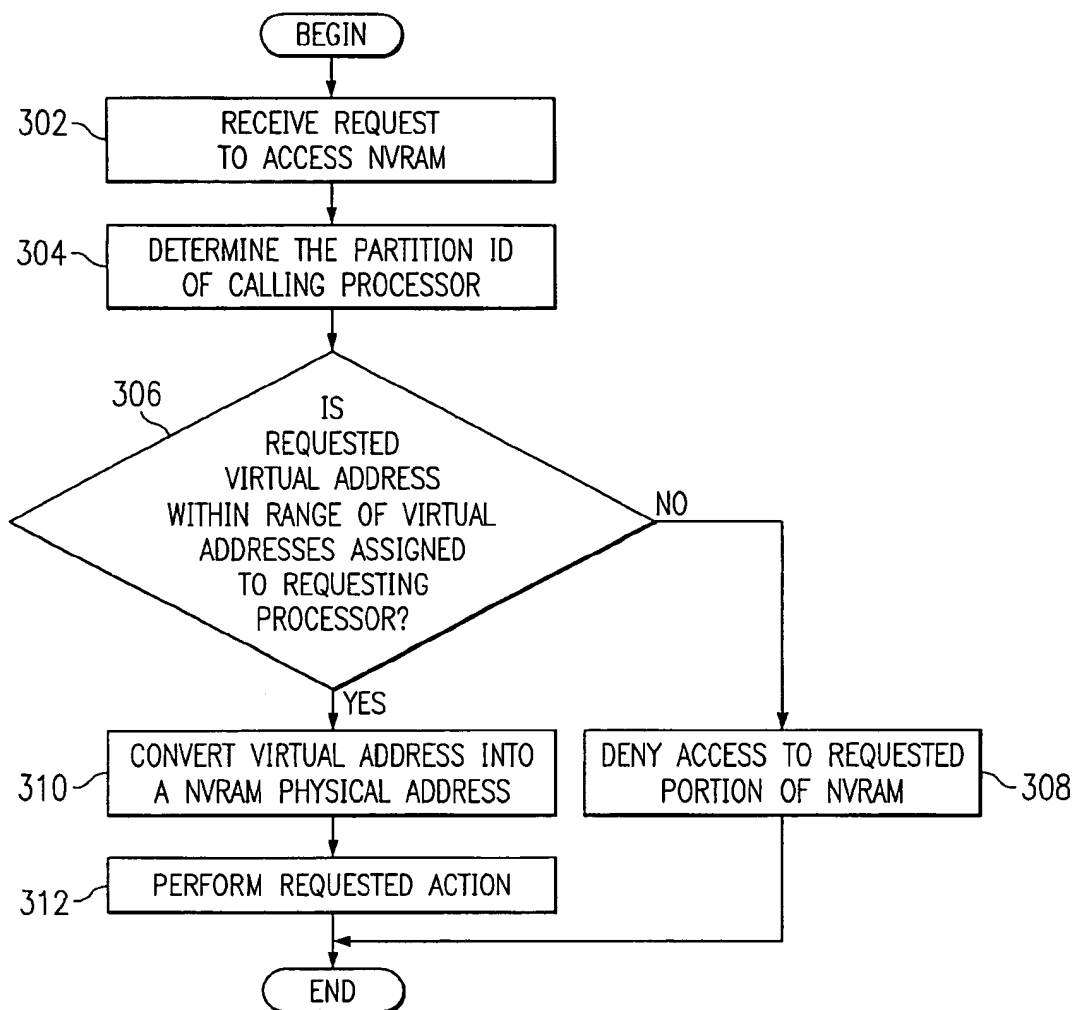 BEGIN
302
RECEIVE REQUEST
TO ACCESS NVRAM
304
DETERMINE THE PARTITION ID
OF CALLING PROCESSOR
306
IS
REQUESTED
VIRTUAL ADDRESS
WITHIN RANGE OF VIRTUAL
ADDRESSES ASSIGNED
TO REQUESTING
PROCESSOR?
NO
YES
310
CONVERT VIRTUAL ADDRESS INTO
A NVRAM PHYSICAL ADDRESS
DENY ACCESS TO REQUESTED
PORTION OF NVRAM
308
312
PERFORM REQUESTED ACTION
END